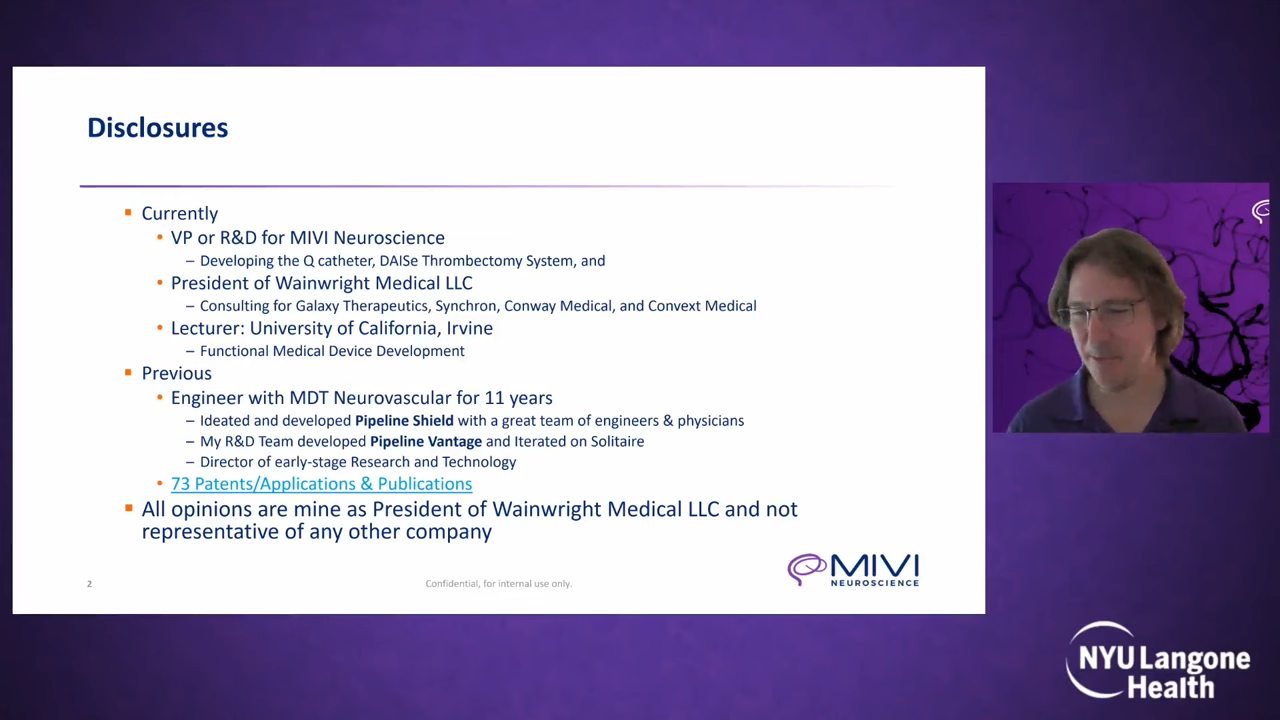 Disclosures
▪ Currently
• VP or R&D for MIVI Neuroscience
– Developing the Q catheter, DAISe Thrombectomy System, and
• President of Wainwright Medical LLC
– Consulting for Galaxy Therapeutics, Synchron, Conway Medical, and Convext Medical
• Lecturer: University of California, Irvine
– Functional Medical Device Development
▪ Previous
• Engineer with MDT Neurovascular for 11 years
– Ideated and developed Pipeline Shield with a great team of engineers & physicians
– My R&D Team developed Pipeline Vantage and Iterated on Solitaire
– Director of early-stage Research and Technology
• 73 Patents/Applications & Publications
▪ All opinions are mine as President of Wainwright Medical LLC and not
representative of any other company
2
Confidential, for internal use only.
MIVI
NEUROSCIENCE
NYU Langone
Health